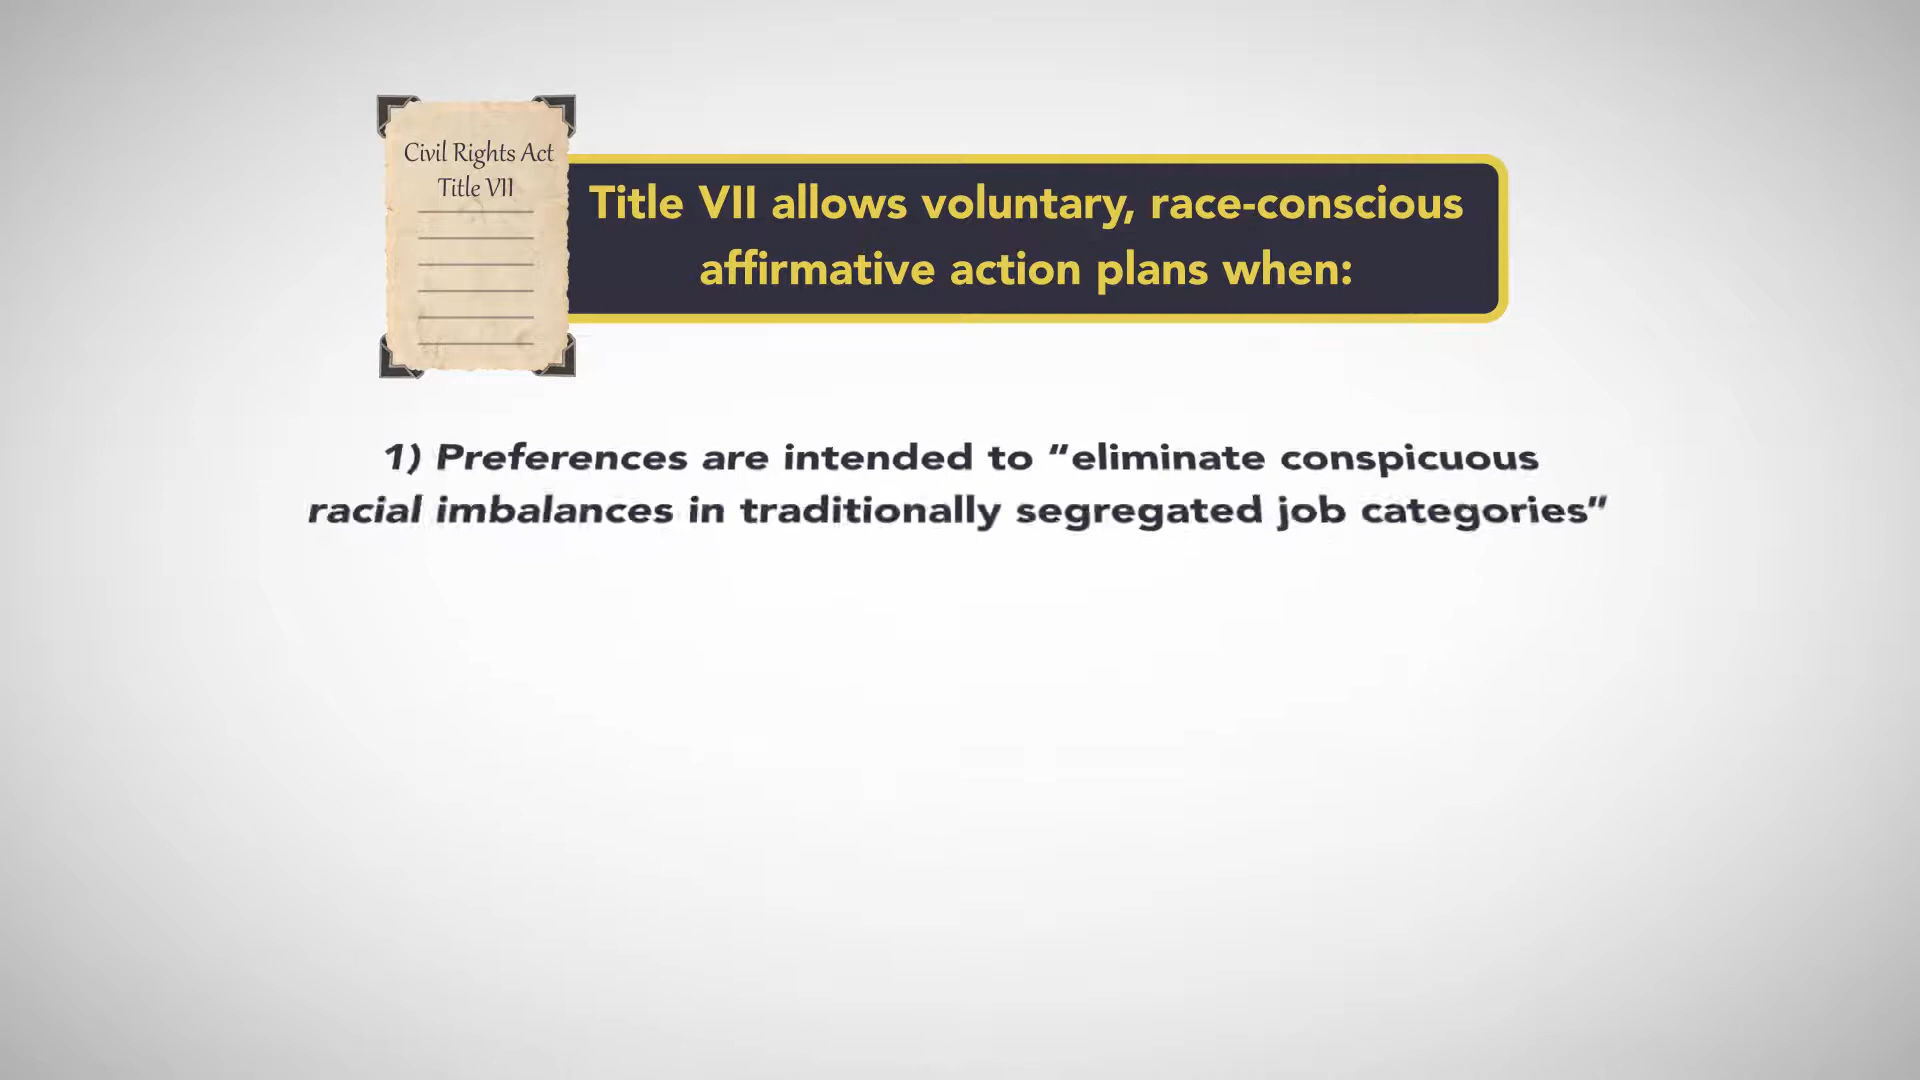 Civil Rights Act
Title VII
Title VII allows voluntary, race-conscious
affirmative action plans when:
1) Preferences are intended to “eliminate conspicuous
racial imbalances in traditionally segregated job categories”